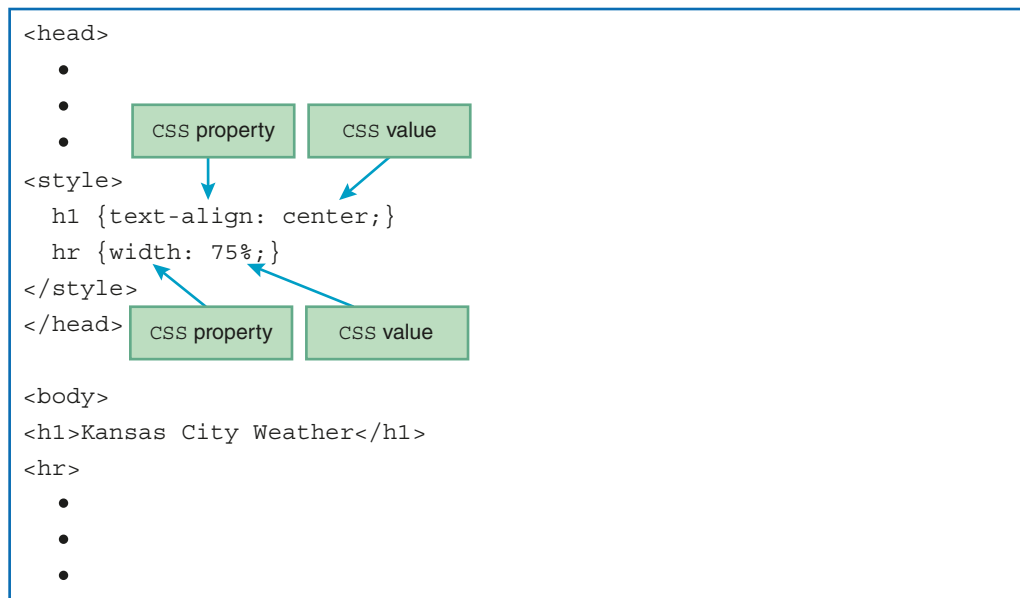 <head>
•
•
•
CSS property CSS value
<style>
h1 {text-align: center;}
hr {width: 75%;}
</style>
</head>
CSS property CSS value
<body>
<h1>Kansas City Weather</h1>
<hr>
•
•
•